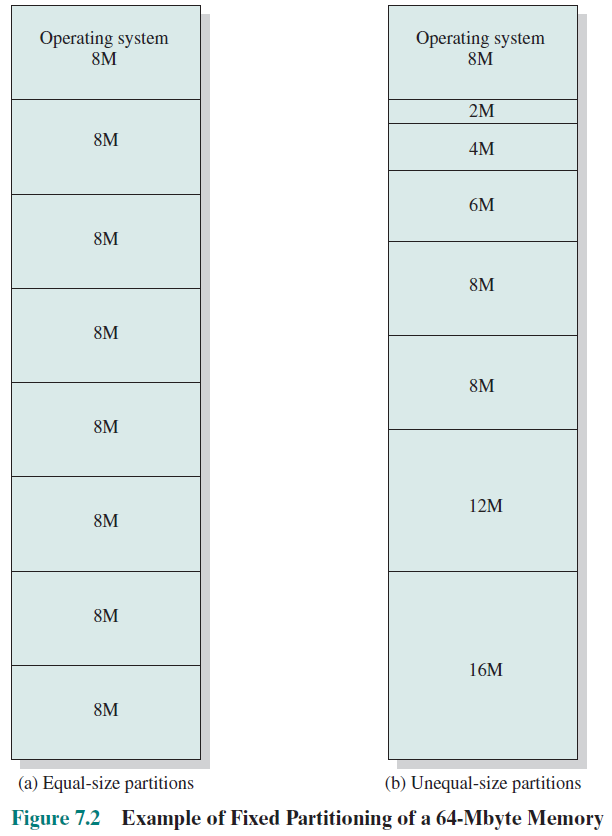 Operating system
8M
8M
8M
8M
8M
8M
8M
8M
(a) Equal-size partitions
Operating system
8M
2M
4M
6M
8M
8M
12M
16M
(b) Unequal-size partitions
Figure 7.2 Example of Fixed Partitioning of a 64-Mbyte Memory